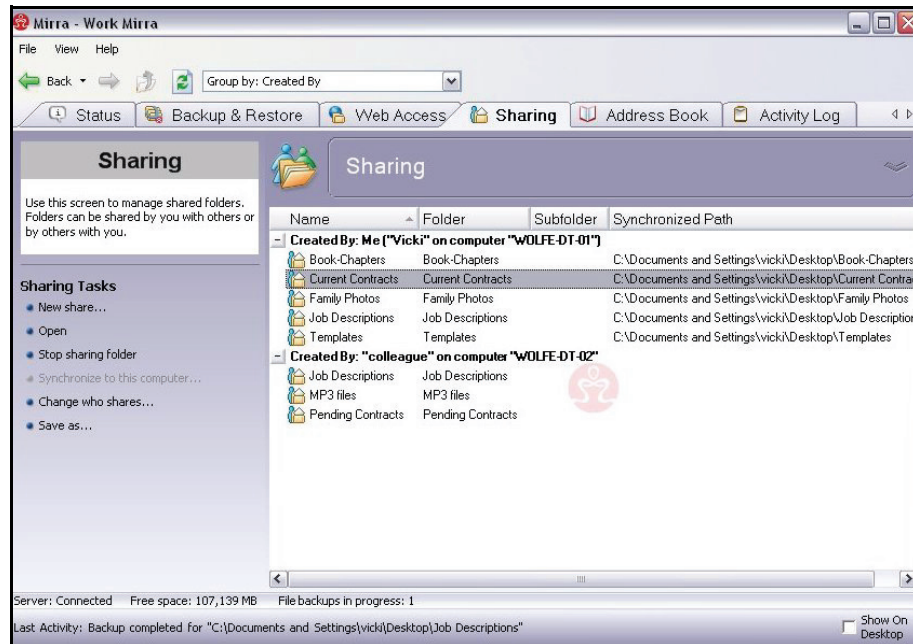 Mirra - Work Mirra
File View Help
Back Group by: Created By
Status Backup & Restore Web Access Sharing Address Book Activity Log
Sharing
Use this screen to manage shared folders.
Folders can be shared by you with others or
by others with you.
Sharing Tasks
New share...
Open
Stop sharing folder
Synchronize to this computer...
Change who shares...
Save as...
Sharing
Name Folder Subfolder Synchronized Path
Created By: Me ("Vicki" on computer "WOLFE-DT-01")
Book-Chapters Book-Chapters C:\Documents and Settings\vicki\Desktop\Book-Chapters
Current Contracts Current Contracts C:\Documents and Settings\vicki\Desktop\Current Contra
Family Photos Family Photos C:\Documents and Settings\vicki\Desktop\Family Photos
Job Descriptions Job Descriptions C:\Documents and Settings\vicki\Desktop\Job Description
Templates Templates C:\Documents and Settings\vicki\Desktop\Templates
Created By: "colleague" on computer "WOLFE-DT-02"
Job Descriptions Job Descriptions
MP3 files MP3 files
Pending Contracts Pending Contracts
Server: Connected Free space: 107,139 MB File backups in progress: 1
Last Activity: Backup completed for "C:\Documents and Settings\vicki\Desktop\Job Descriptions"
Show On
Desktop